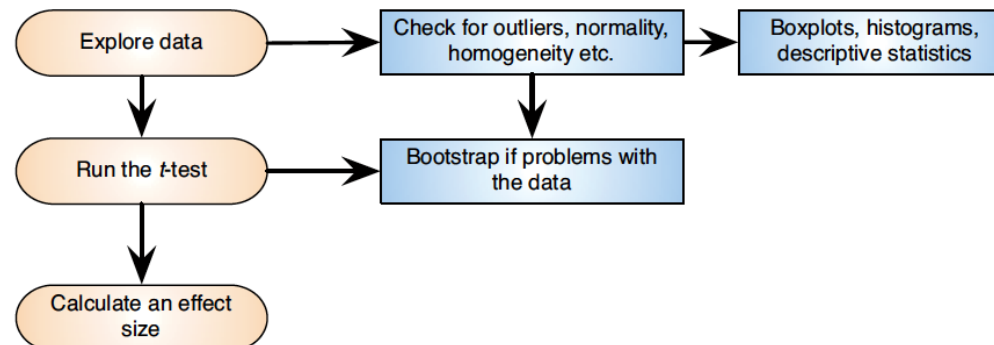 Explore data
Check for outliers, normality,
homogeneity etc.
Boxplots, histograms,
descriptive statistics
Run the t-test
Bootstrap if problems with
the data
Calculate an effect
size